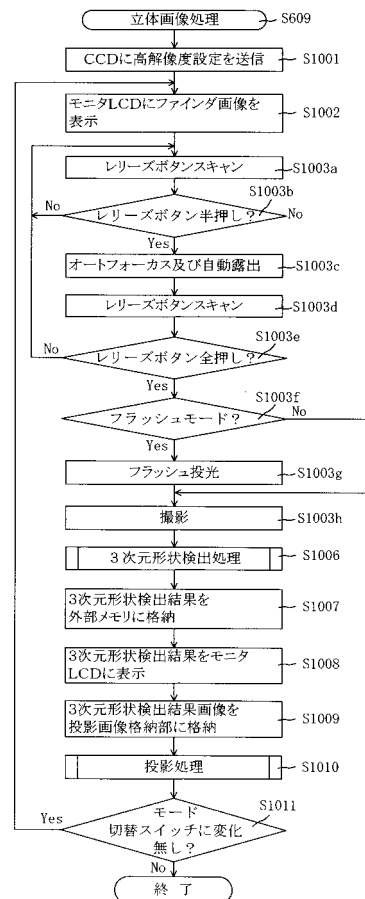 立体画像処理
S609
CCDに高解像度設定を送信
S1001
モニタLCDにファインダ画像を
表示
S1002
レリーズボタンスキャン
S1003a
S1003b
No
レリーズボタン半押し?
No
Yes
オートフォーカス及び自動露出
S1003c
レリーズボタンスキャン
S1003d
S1003e
No
レリーズボタン全押し?
Yes
S1003f
フラッシュモード?
No
Yes
フラッシュ投光
S1003g
撮影
S1003h
3次元形状検出処理
S1006
3次元形状検出結果を
外部メモリに格納
S1007
3次元形状検出結果をモニタ
LCDに表示
S1008
3次元形状検出結果画像を
投影画像格納部に格納
S1009
投影処理
S1010
Yes
モード
切替スイッチに変化
無し?
S1011
No
終了